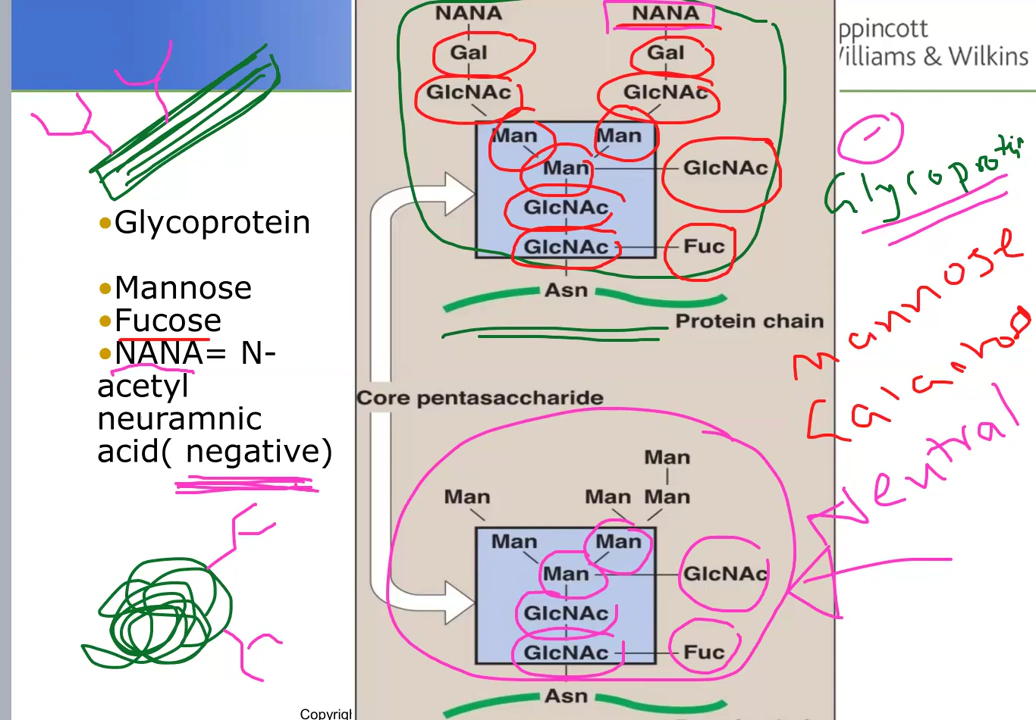 ppincott
Villiams & Wilkins
•Glycoprotein
•Mannose
•Fucose
•NANA= N-
acetyl
neuramnic
acid( negative)
NANA NANA
Gal Gal
GlcNAc GlcNAc
Man Man
Man GlcNAc
GlcNAc
GlcNAc Fuc
Asn
Protein chain
Core pentasaccharide
Man
Man Man Man
Man Man
Man GlcNAc
GlcNAc
GlcNAc Fuc
Asn
Copyrigl
Glycoprotein
Mannose
Neutral